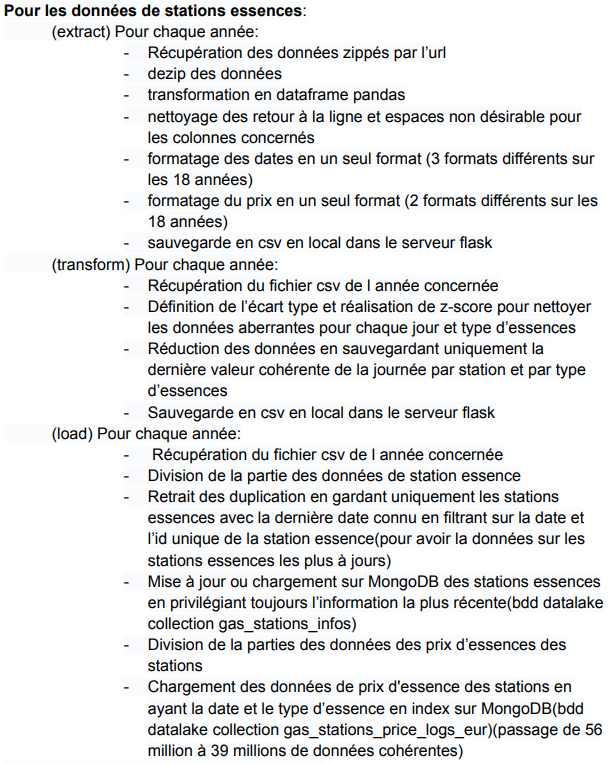 Pour les données de stations essences:
(extract) Pour chaque année:
- Récupération des données zippés par l'url
- dezip des données
- transformation en dataframe pandas
- nettoyage des retour à la ligne et espaces non désirable pour
les colonnes concernés
- formatage des dates en un seul format (3 formats différents sur
les 18 années)
- formatage du prix en un seul format (2 formats différents sur les
18 années)
- sauvegarde en csv en local dans le serveur flask
(transform) Pour chaque année:
- Récupération du fichier csv de l année concernée
- Définition de l'écart type et réalisation de z-score pour nettoyer
les données aberrantes pour chaque jour et type d'essences
- Réduction des données en sauvegardant uniquement la
dernière valeur cohérente de la journée par station et par type
d'essences
- Sauvegarde en csv en local dans le serveur flask
(load) Pour chaque année:
- Récupération du fichier csv de l année concernée
- Division de la partie des données de station essence
- Retrait des duplication en gardant uniquement les stations
essences avec la dernière date connu en filtrant sur la date et
l'id unique de la station essence(pour avoir la données sur les
stations essences les plus à jours)
- Mise à jour ou chargement sur MongoDB des stations essences
en privilégiant toujours l'information la plus récente(bdd datalake
collection gas_stations_infos)
- Division de la parties des données des prix d'essences des
stations
- Chargement des données de prix d'essence des stations en
ayant la date et le type d'essence en index sur MongoDB(bdd
datalake collection gas_stations_price_logs_eur)(passage de 56
million à 39 millions de données cohérentes)